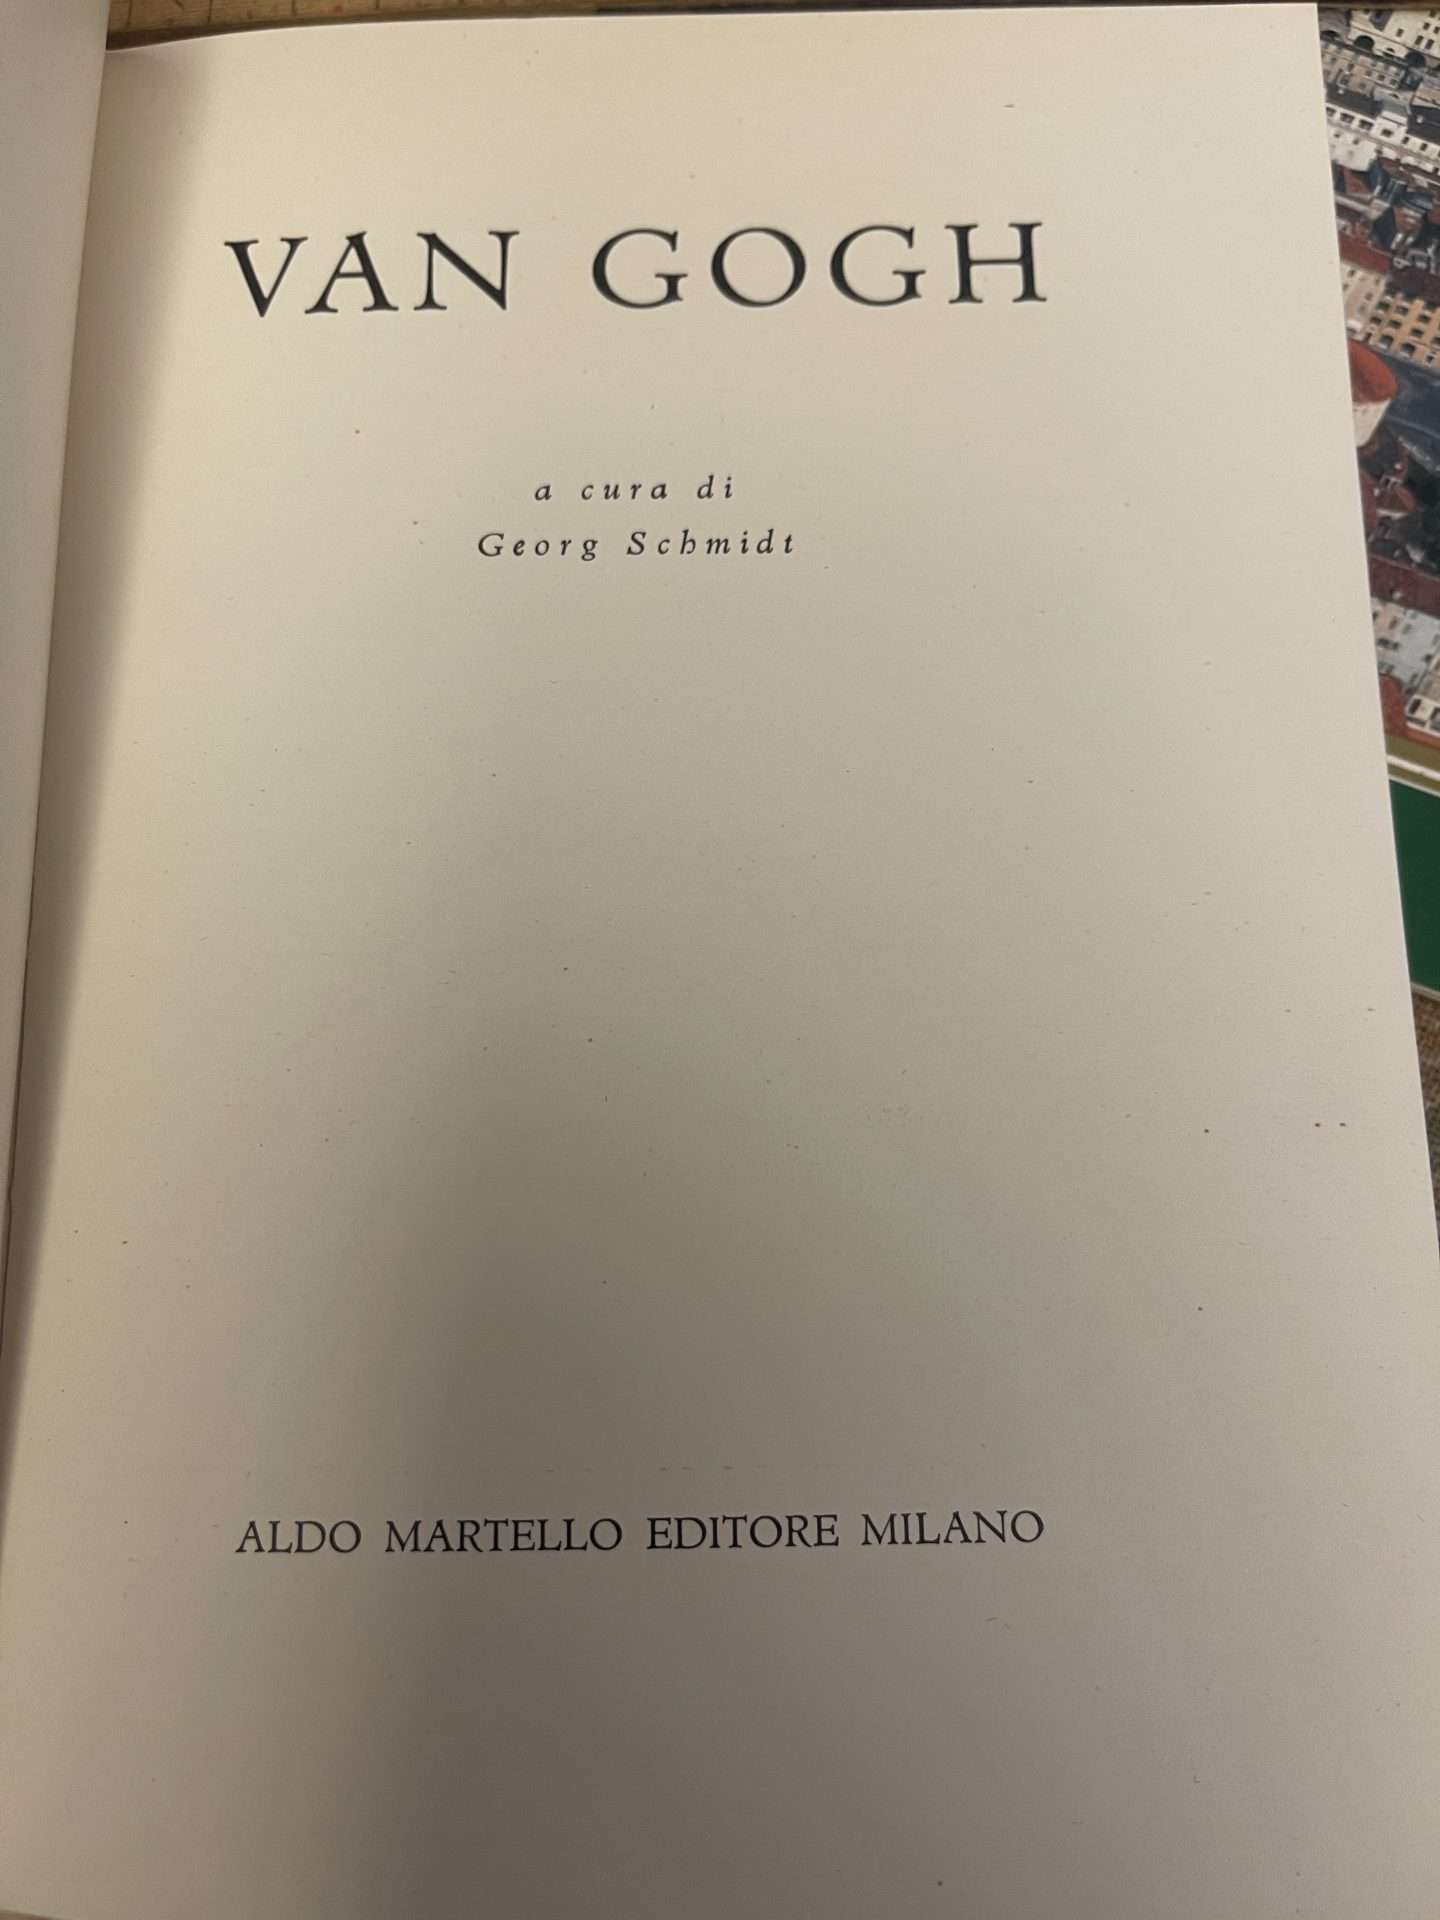 VAN GOGH
a cura di
Georg Schmidt
ALDO MARTELLO EDITORE MILANO